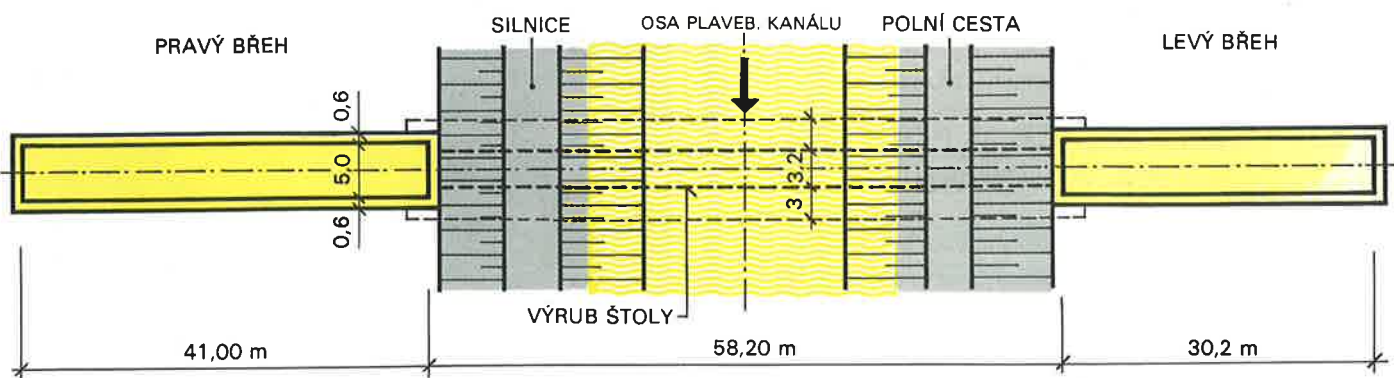 PRAVÝ BŘEH
SILNICE
OSA PLAVEB. KANÁLU
POLNÍ CESTA
LEVÝ BŘEH
0,6
5,0
0,6
3,2
3
VÝRUB ŠTOLY
41,00 m
58,20 m
30,2 m